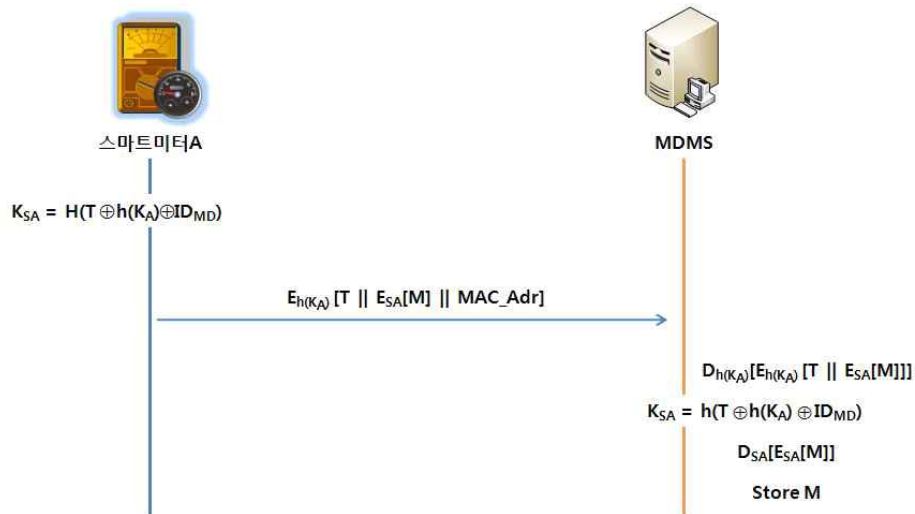 스마트미터A
MDMS
K_SA = H(T⊕h(K_A)⊕ID_MD)
E_h(K_A) [T || E_SA[M] || MAC_Adr]
D_h(K_A)[E_h(K_A) [T || E_SA[M]]]
K_SA = h(T⊕h(K_A) ⊕ID_MD)
D_SA[E_SA[M]]
Store M